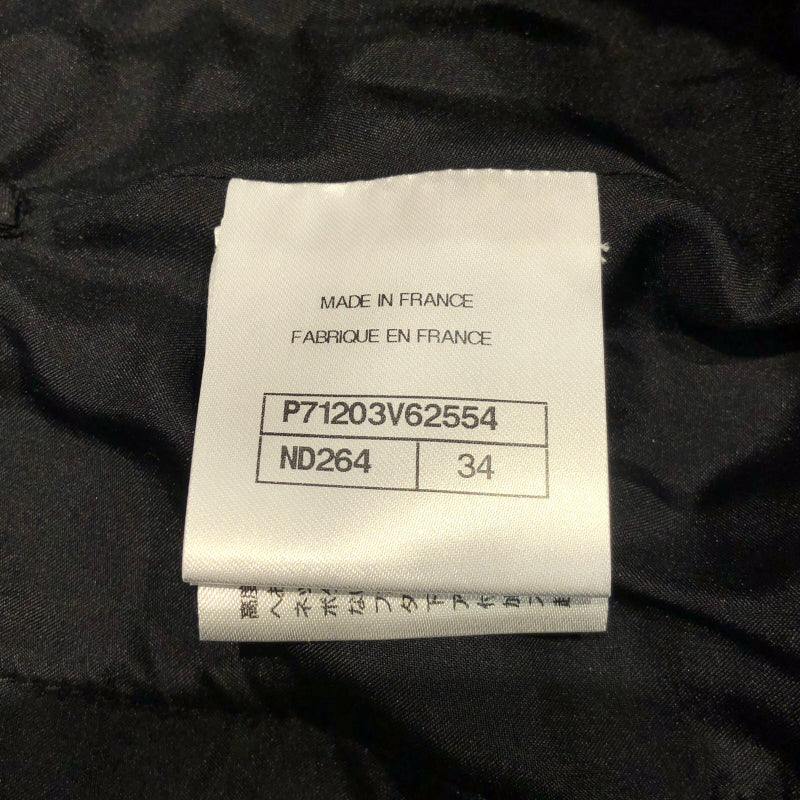 MADE IN FRANCE
FABRIQUE EN FRANCE
P71203V62554
ND264 34